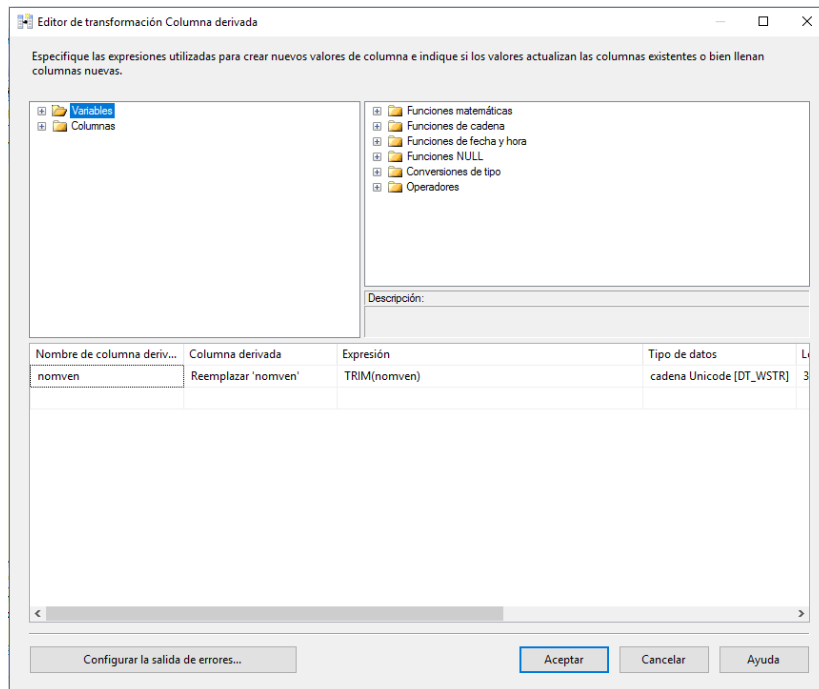 Editor de transformación Columna derivada
Especifique las expresiones utilizadas para crear nuevos valores de columna e indique si los valores actualizan las columnas existentes o bien llenan
columnas nuevas.
Variables
Columnas
Funciones matemáticas
Funciones de cadena
Funciones de fecha y hora
Funciones NULL
Conversiones de tipo
Operadores
Descripción:
Nombre de columna deriv... Columna derivada Expresión Tipo de datos
nomven Reemplazar 'nomven' TRIM(nomven) cadena Unicode [DT_WSTR] 3
Configurar la salida de errores... Aceptar Cancelar Ayuda